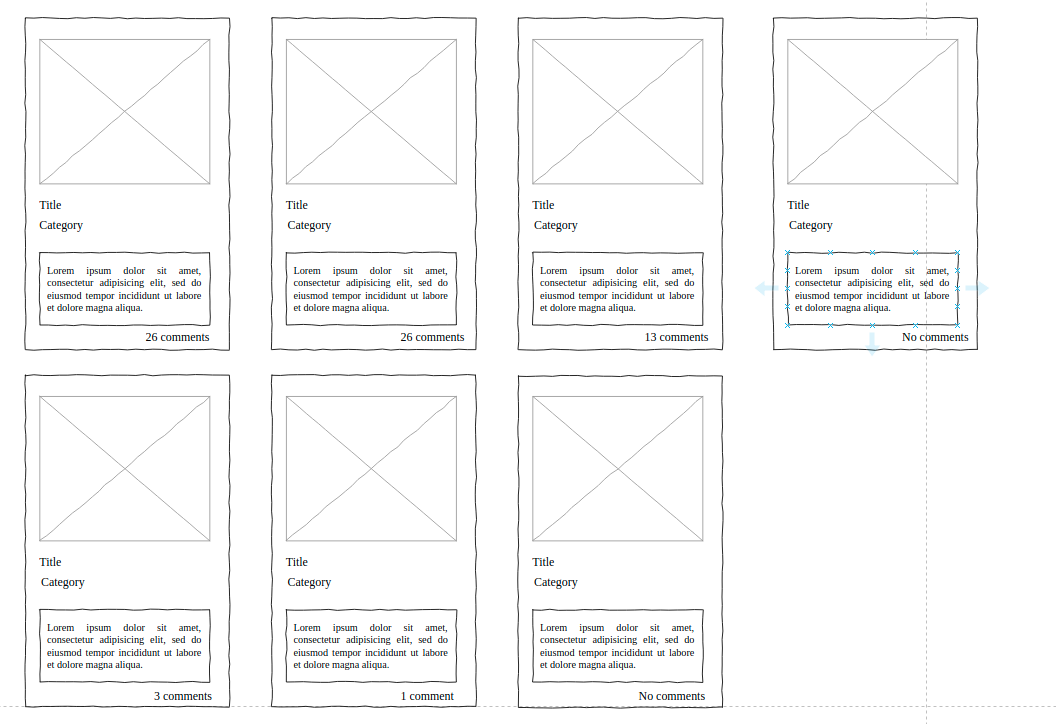 Title
Category
Lorem ipsum dolor sit amet,
consectetur adipisicing elit, sed do
eiusmod tempor incididunt ut labore
et dolore magna aliqua.
26 comments
Title
Category
Lorem ipsum dolor sit amet,
consectetur adipisicing elit, sed do
eiusmod tempor incididunt ut labore
et dolore magna aliqua.
26 comments
Title
Category
Lorem ipsum dolor sit amet,
consectetur adipisicing elit, sed do
eiusmod tempor incididunt ut labore
et dolore magna aliqua.
13 comments
Title
Category
Lorem ipsum dolor sit amet,
consectetur adipisicing elit, sed do
eiusmod tempor incididunt ut labore
et dolore magna aliqua.
No comments
Title
Category
Lorem ipsum dolor sit amet,
consectetur adipisicing elit, sed do
eiusmod tempor incididunt ut labore
et dolore magna aliqua.
3 comments
Title
Category
Lorem ipsum dolor sit amet,
consectetur adipisicing elit, sed do
eiusmod tempor incididunt ut labore
et dolore magna aliqua.
1 comment
Title
Category
Lorem ipsum dolor sit amet,
consectetur adipisicing elit, sed do
eiusmod tempor incididunt ut labore
et dolore magna aliqua.
No comments